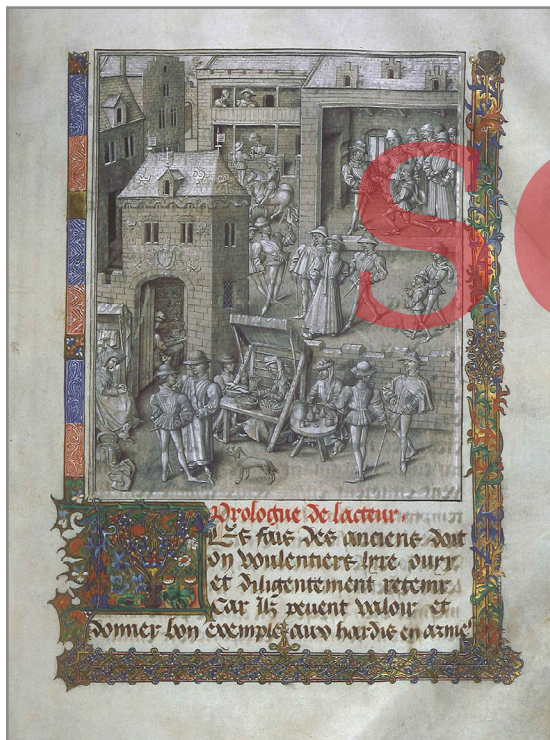 Prologue de lacteur.
Les fais des anciens doit
on voulentiers lyre ouyr
et diligentement retenir
Car Ilz peuent valoir et
donner bon exemple aux hardis en arme